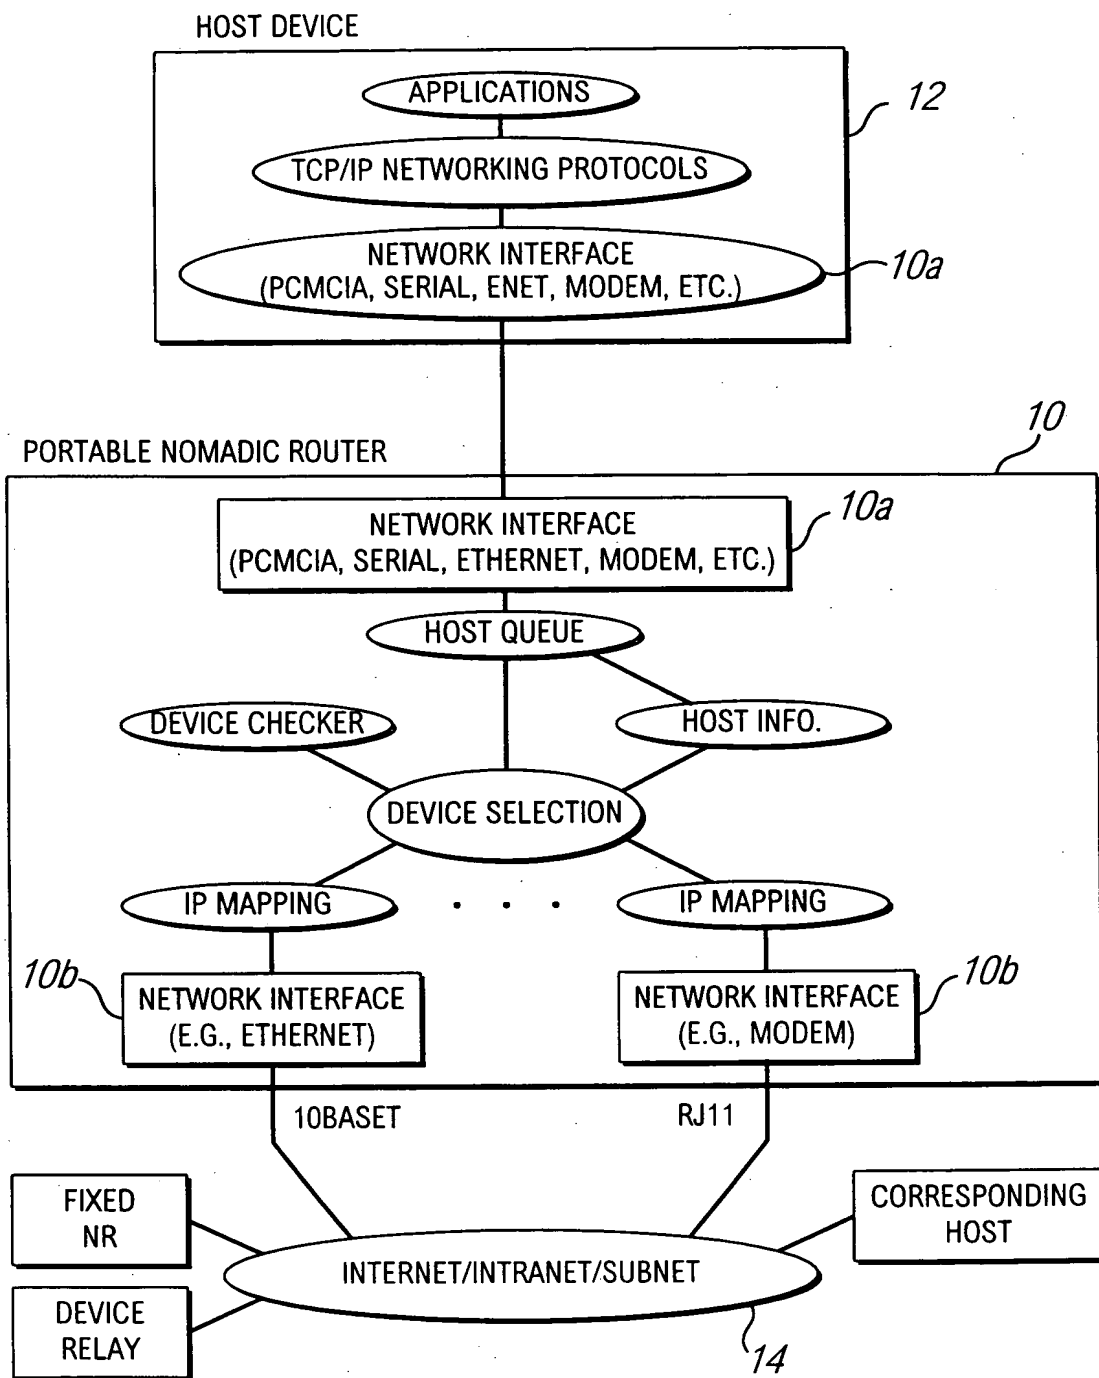 HOST DEVICE
APPLICATIONS
12
TCP/IP NETWORKING PROTOCOLS
NETWORK INTERFACE
(PCMCIA, SERIAL, ENET, MODEM, ETC.)
10a
PORTABLE NOMADIC ROUTER
10
NETWORK INTERFACE
(PCMCIA, SERIAL, ETHERNET, MODEM, ETC.)
10a
HOST QUEUE
DEVICE CHECKER
HOST INFO.
DEVICE SELECTION
IP MAPPING
. . .
IP MAPPING
10b
NETWORK INTERFACE
(E.G., ETHERNET)
NETWORK INTERFACE
(E.G., MODEM)
10b
10BASET
RJ11
FIXED
NR
CORRESPONDING
HOST
INTERNET/INTRANET/SUBNET
DEVICE
RELAY
14